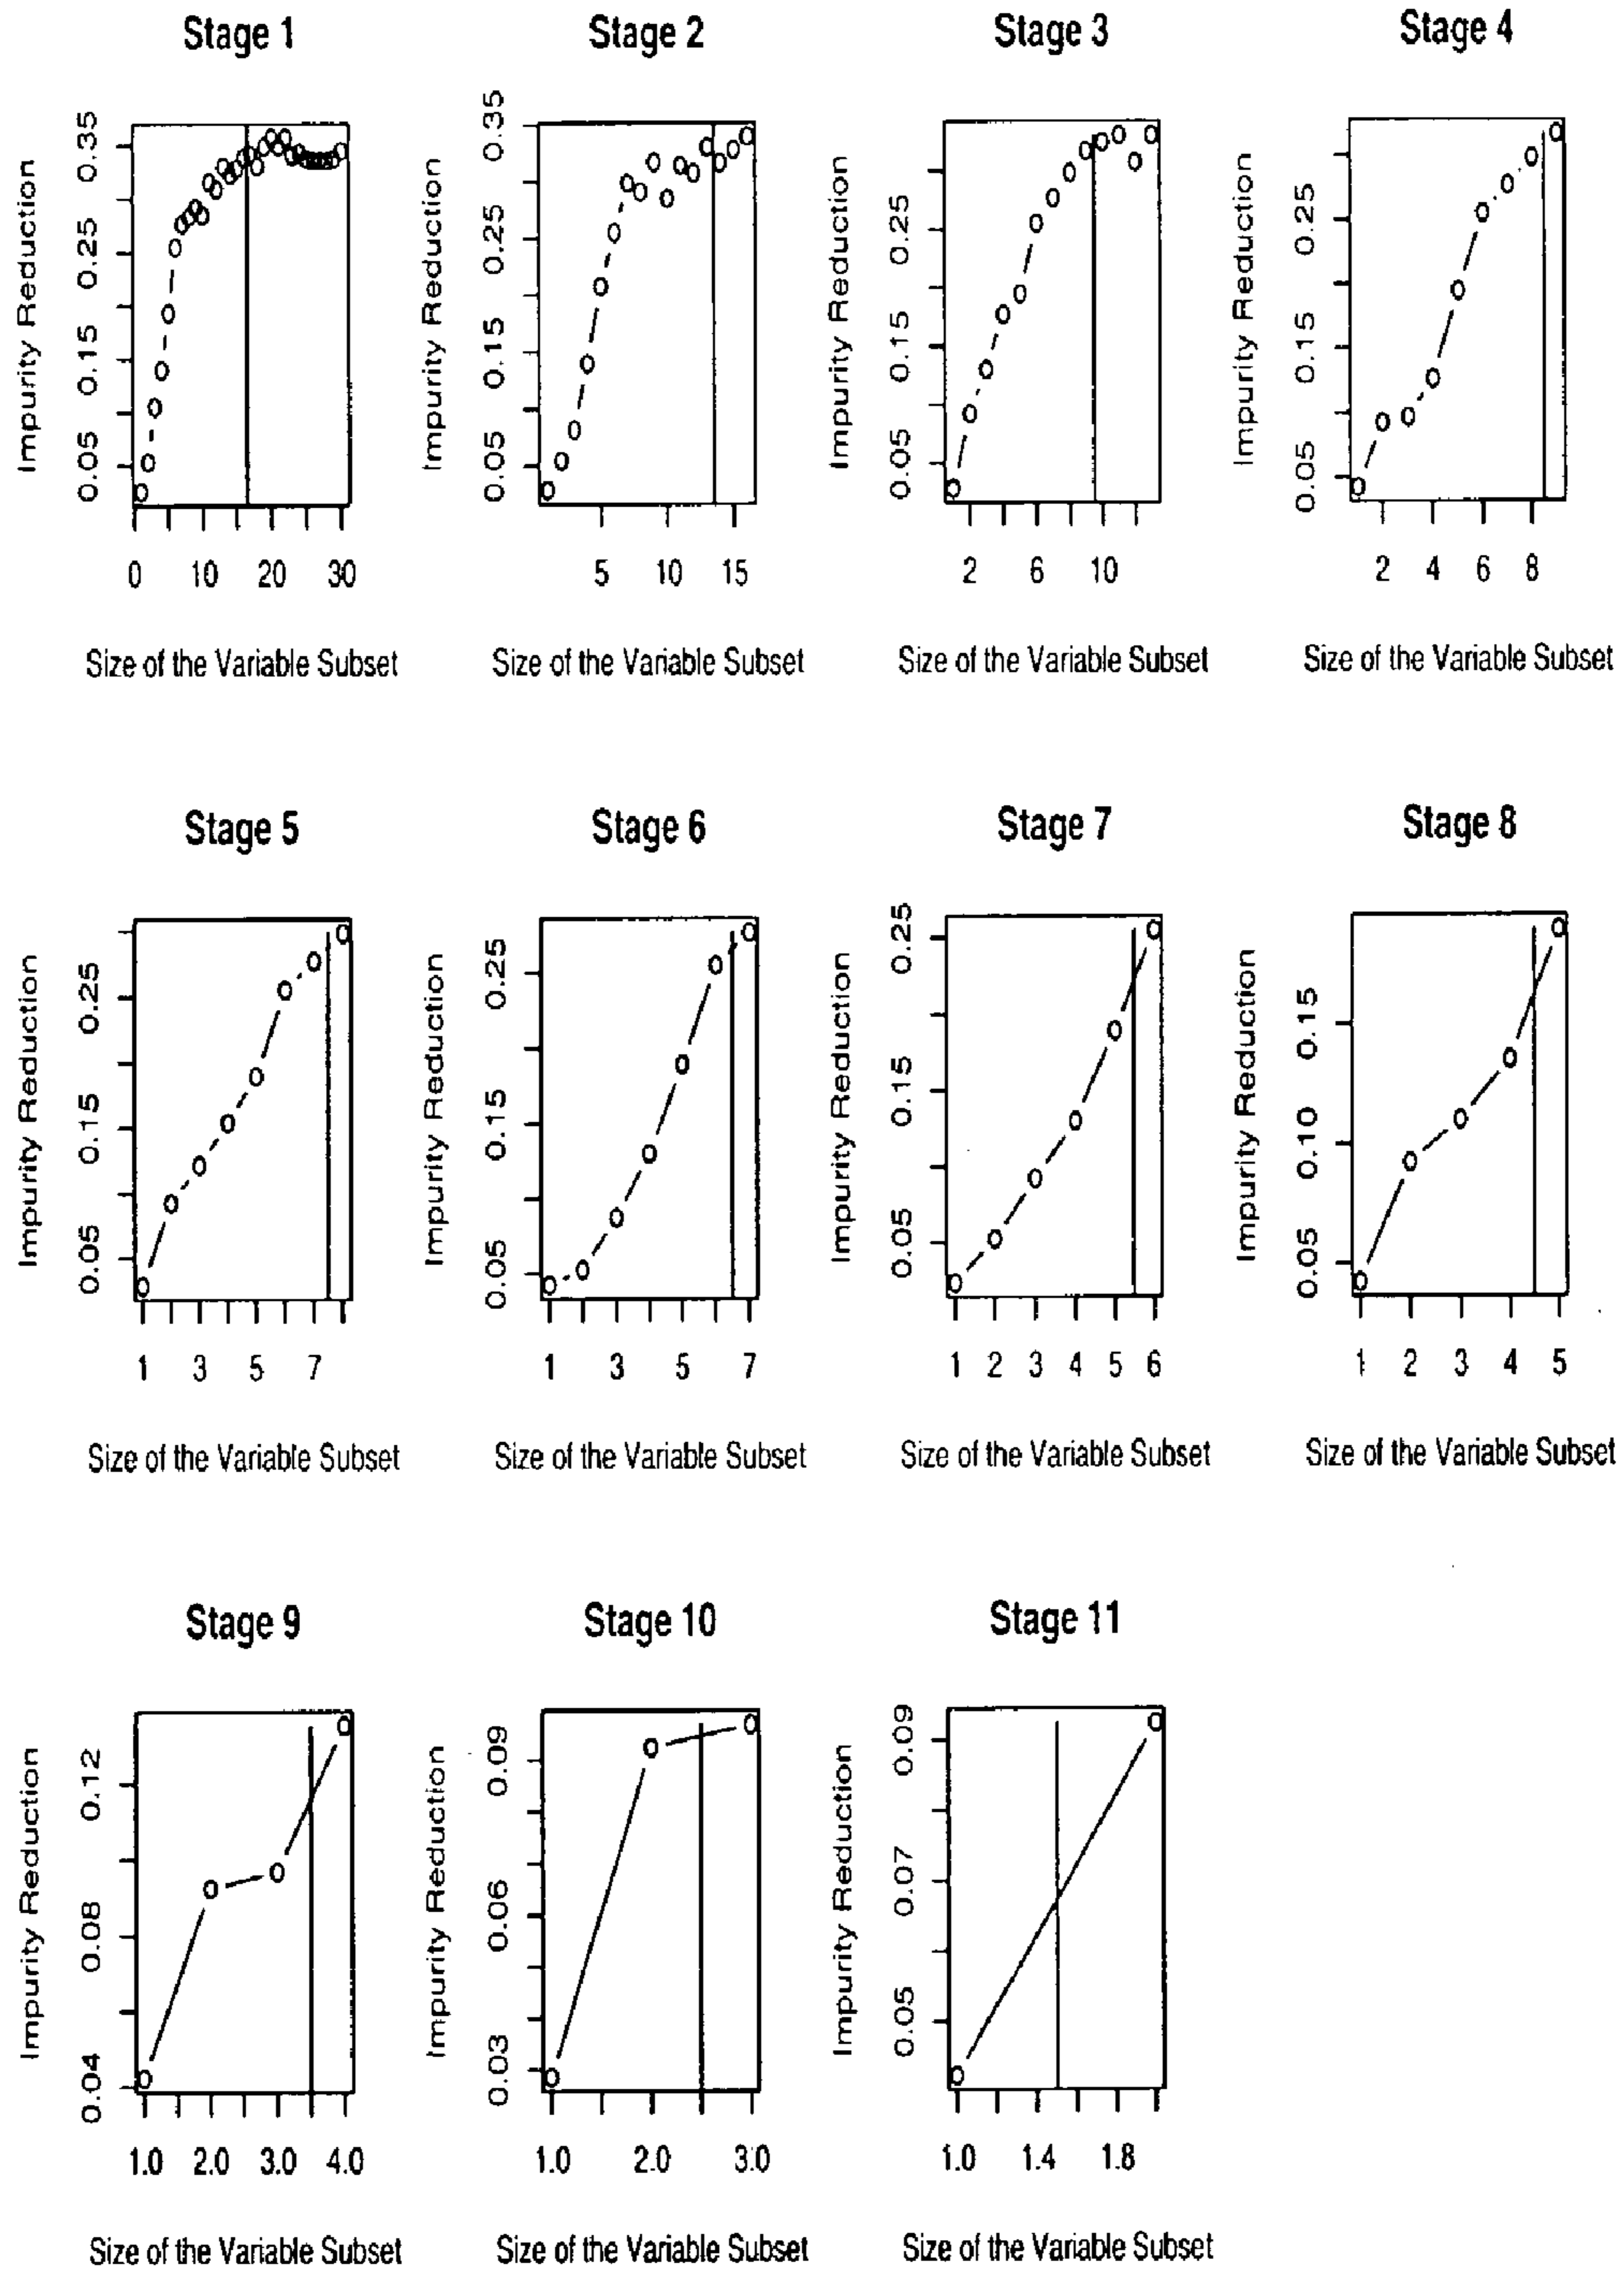 Stage 1
Impurity Reduction
0.05 0.15 0.25 0.35
0 10 20 30
Size of the Variable Subset
Stage 2
Impurity Reduction
0.05 0.15 0.25 0.35
5 10 15
Size of the Variable Subset
Stage 3
Impurity Reduction
0.05 0.15 0.25
2 6 10
Size of the Variable Subset
Stage 4
Impurity Reduction
0.05 0.15 0.25
2 4 6 8
Size of the Variable Subset
Stage 5
Impurity Reduction
0.05 0.15 0.25
1 3 5 7
Size of the Variable Subset
Stage 6
Impurity Reduction
0.05 0.15 0.25
1 3 5 7
Size of the Variable Subset
Stage 7
Impurity Reduction
0.05 0.15 0.25
1 2 3 4 5 6
Size of the Variable Subset
Stage 8
Impurity Reduction
0.05 0.10 0.15
1 2 3 4 5
Size of the Variable Subset
Stage 9
Impurity Reduction
0.04 0.08 0.12
1.0 2.0 3.0 4.0
Size of the Variable Subset
Stage 10
Impurity Reduction
0.03 0.06 0.09
1.0 2.0 3.0
Size of the Variable Subset
Stage 11
Impurity Reduction
0.05 0.07 0.09
1.0 1.4 1.8
Size of the Variable Subset